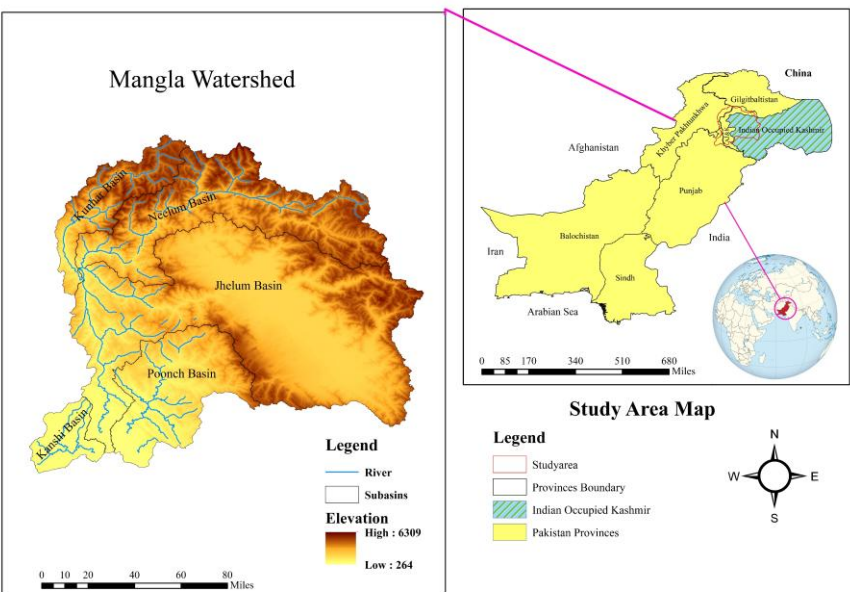 Mangla Watershed
Kunhar Basin
Neelum Basin
Jhelum Basin
Poonch Basin
Kanshi Basin
Legend
River
Subasins
Elevation
High : 6309
Low : 264
0 10 20 40 60 80
Miles
China
Gilgitbaltistan
Khyber Pakhtunkhwa
Indian Occupied Kashmir
Afghanistan
Punjab
Balochistan
India
Iran
Sindh
Arabian Sea
0 85 170 340 510 680
Miles
Study Area Map
Legend
Studyarea
Provinces Boundary
Indian Occupied Kashmir
Pakistan Provinces
N
W E
S